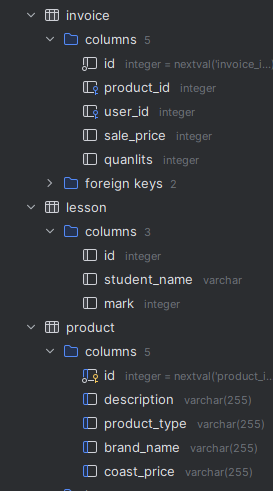 invoice
columns 5
id integer = nextval('invoice_i...
product_id integer
user_id integer
sale_price integer
quanlits integer
foreign keys 2
lesson
columns 3
id integer
student_name varchar
mark integer
product
columns 5
id integer = nextval('product_i...
description varchar(255)
product_type varchar(255)
brand_name varchar(255)
coast_price varchar(255)